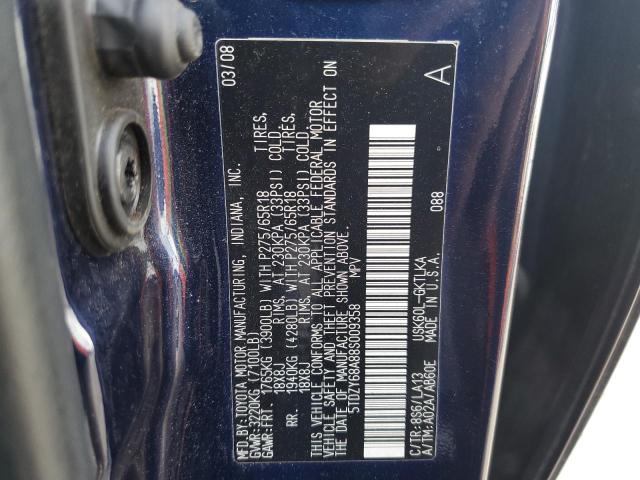 MFD.BY:TOYOTA MOTOR MANUFACTURING, INDIANA, INC. 03/08
GVWR:3220KG (7100LB)
GAWR:FRT. 1765KG (3900LB) WITH P275/65R18 TIRES.
18X8J RIMS, AT 230KPA (33PSI) COLD.
RR. 1940KG (4280LB) WITH P275/65R18 TIRES.
18X8J RIMS, AT 230KPA (33PSI) COLD.
THIS VEHICLE CONFORMS TO ALL APPLICABLE FEDERAL MOTOR
VEHICLE SAFETY AND THEFT PREVENTION STANDARDS IN EFFECT ON
THE DATE OF MANUFACTURE SHOWN ABOVE.
5TDZY68A88S009358 MPV
088
C/TR:8S6/LA13 USK60L-GKTLKA
A/TM:A02A/AB60E MADE IN U.S.A. A